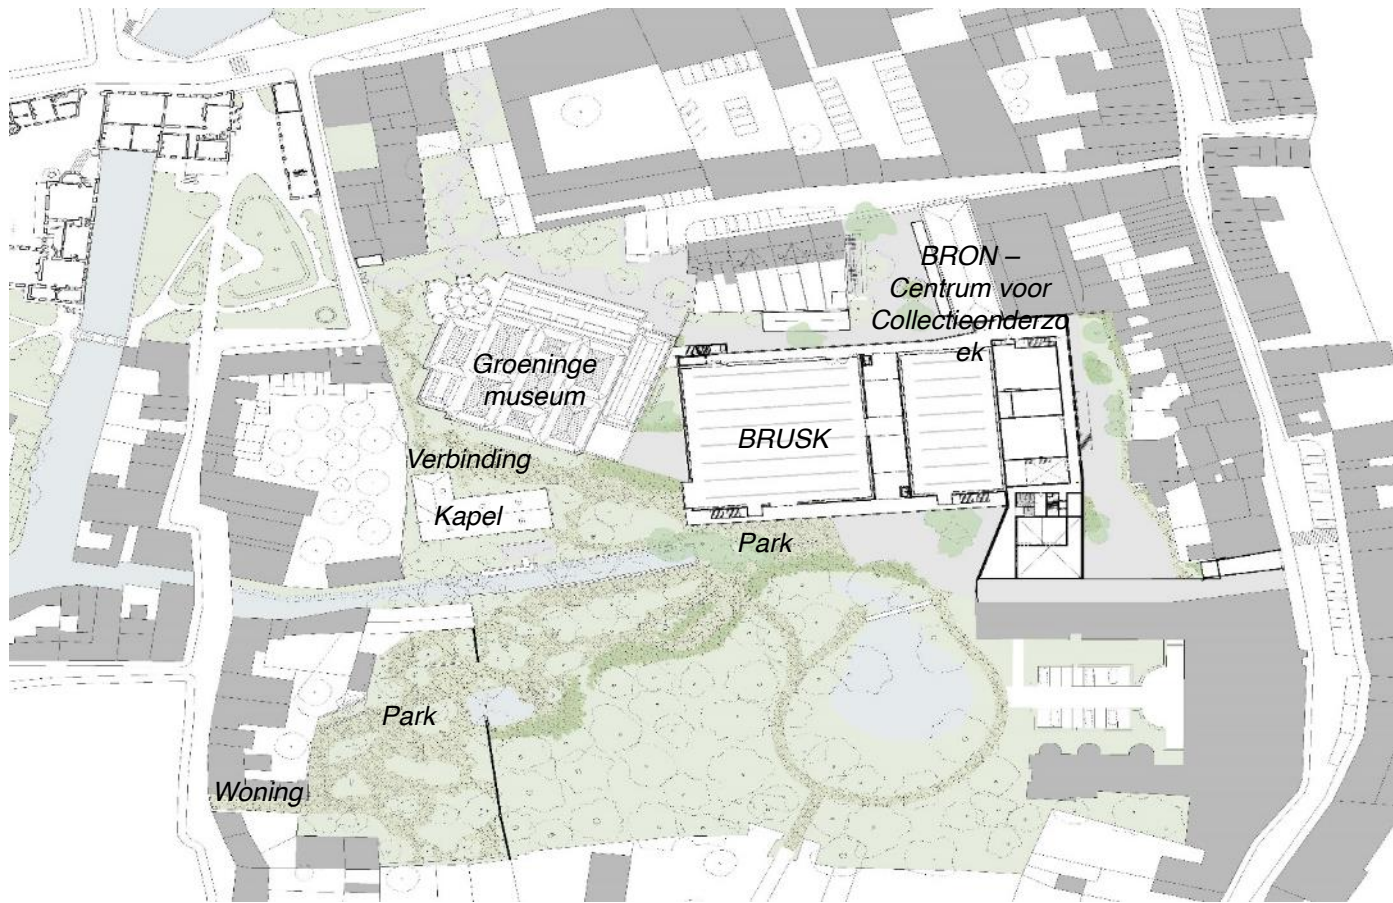 BRON –
Centrum voor
Collectieonderzo
ek
Groeninge
museum
BRUSK
Verbinding
Kapel
Park
Park
Woning